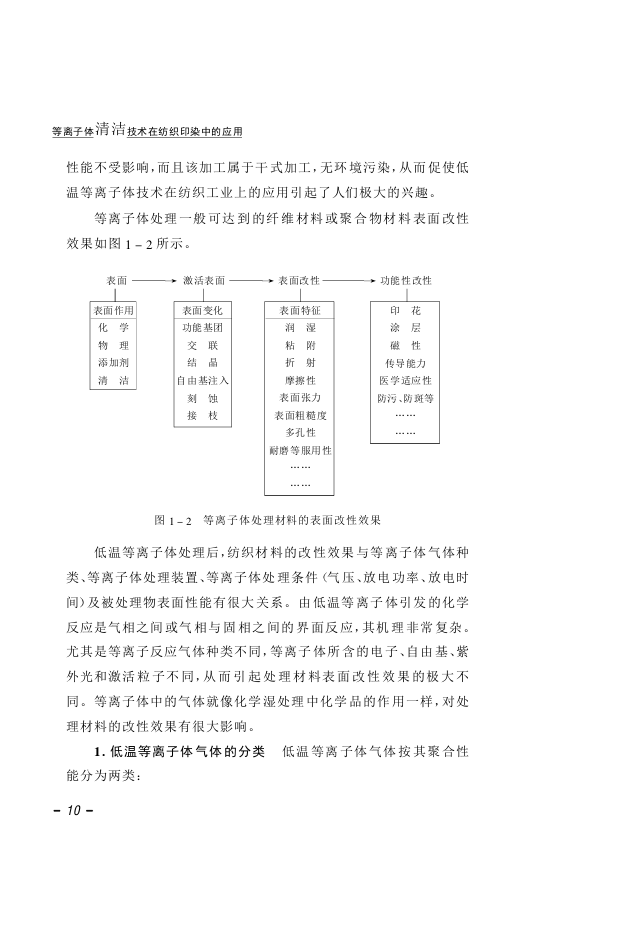 等离子体清洁技术在纺织印染中的应用
性能不受影响,而且该加工属于干式加工,无环境污染,从而促使低
温等离子体技术在纺织工业上的应用引起了人们极大的兴趣。
等离子体处理一般可达到的纤维材料或聚合物材料表面改性
效果如图 1-2 所示。
表面 → 激活表面 → 表面改性 → 功能性改性
表面作用
化 学
物 理
添加剂
清 洁
表面变化
功能基团
交 联
结 晶
自由基注入
刻 蚀
接 枝
表面特征
润 湿
粘 附
折 射
摩擦性
表面张力
表面粗糙度
多孔性
耐磨等服用性
……
……
印 花
涂 层
磁 性
传导能力
医学适应性
防污、防斑等
……
……
图 1-2 等离子体处理材料的表面改性效果
低温等离子体处理后,纺织材料的改性效果与等离子体气体种
类、等离子体处理装置、等离子体处理条件(气压、放电功率、放电时
间)及被处理物表面性能有很大关系。由低温等离子体引发的化学
反应是气相之间或气相与固相之间的界面反应,其机理非常复杂。
尤其是等离子反应气体种类不同,等离子体所含的电子、自由基、紫
外光和激活粒子不同,从而引起处理材料表面改性效果的极大不
同。等离子体中的气体就像化学湿处理中化学品的作用一样,对处
理材料的改性效果有很大影响。
1. 低温等离子体气体的分类 低温等离子体气体按其聚合性
能分为两类:
- 10 -